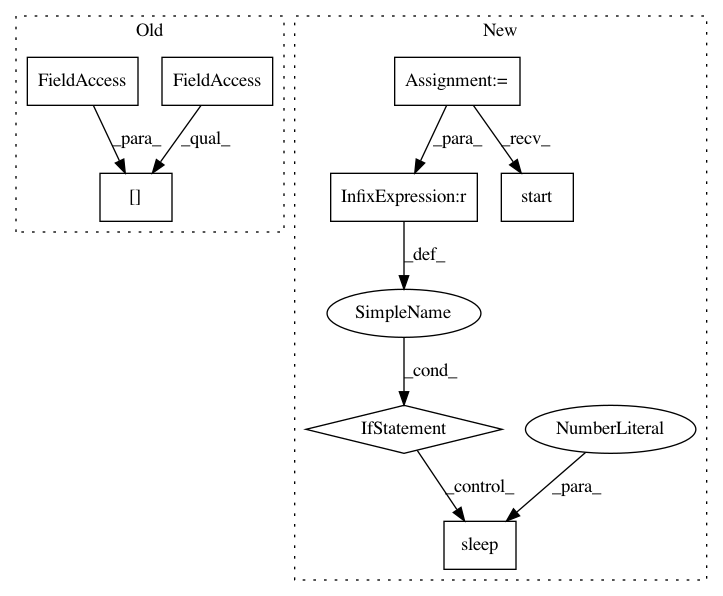 Old
New
FieldAccess
FieldAccess
Assignment:=
_para_
_qual_
_para_
_recv_
[]
InfixExpression:r
start
_def_
SimpleName
_cond_
IfStatement
NumberLiteral
_control_
_para_
sleep